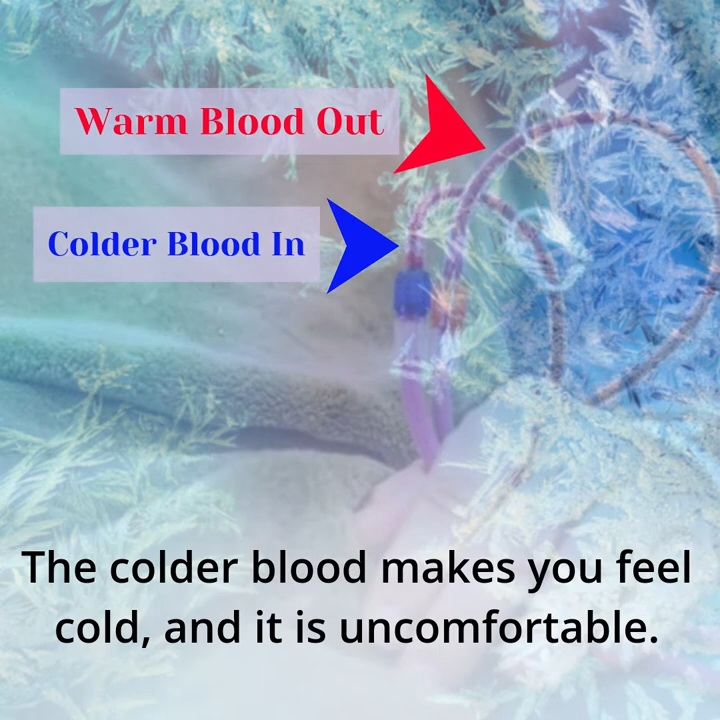 Warm Blood Out
Colder Blood In
The colder blood makes you feel
cold, and it is uncomfortable.